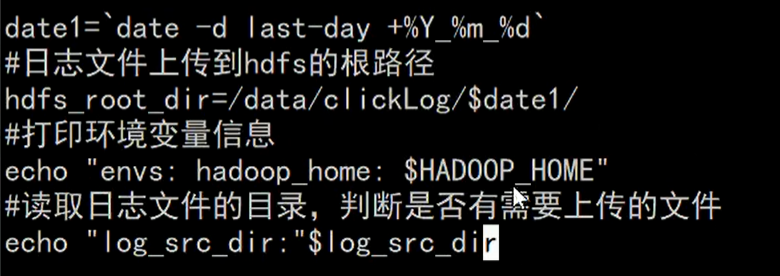 date1=`date -d last-day +%Y_%m_%d`
#日志文件上传到hdfs的根路径
hdfs_root_dir=/data/clickLog/$date1/
#打印环境变量信息
echo "envs: hadoop_home: $HADOOP_HOME"
#读取日志文件的目录，判断是否有需要上传的文件
echo "log_src_dir:"$log_src_dir